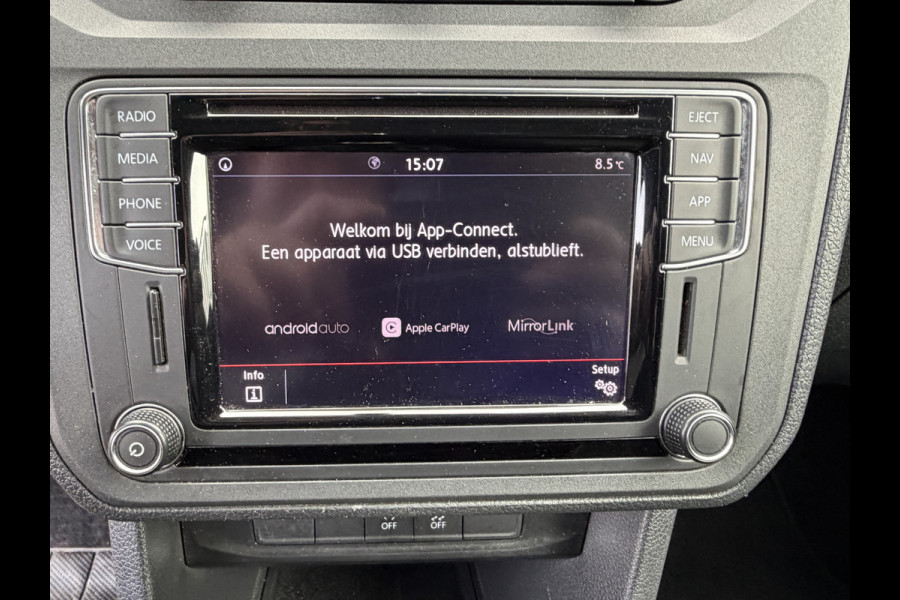 RADIO
MEDIA
PHONE
VOICE
EJECT
NAV
APP
MENU
15:07
8.5 °C
Welkom bij App-Connect.
Een apparaat via USB verbinden, alstublieft.
androidauto
Apple CarPlay
MirrorLink
Info
i
Setup
OFF
OFF